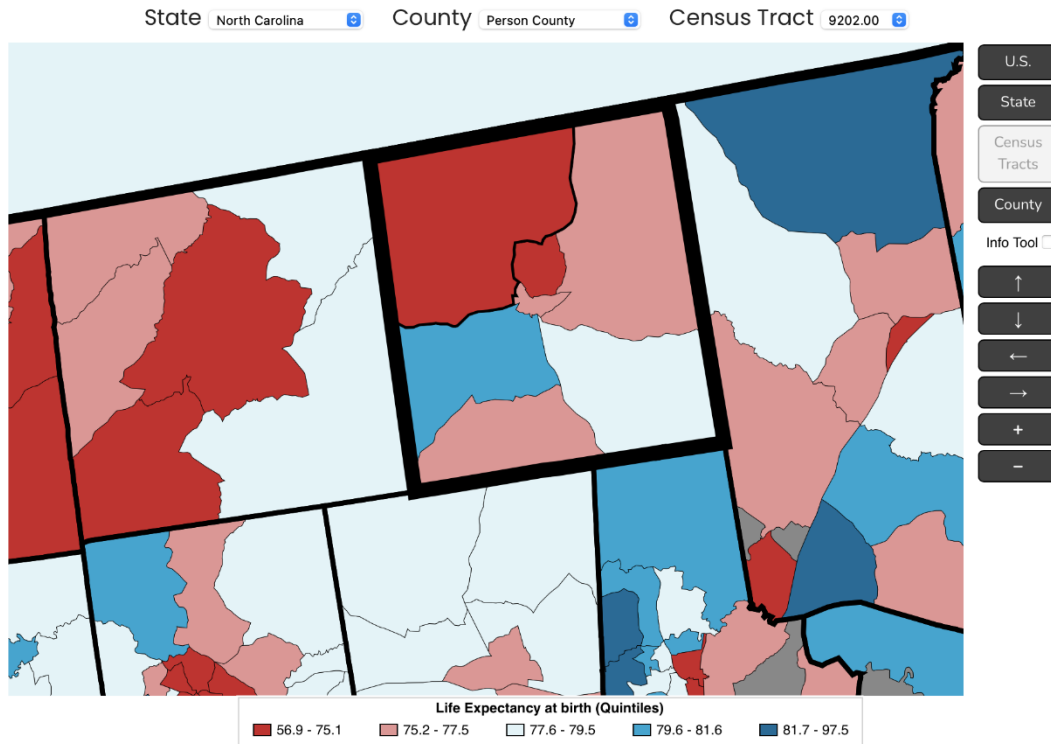 State North Carolina County Person County Census Tract 9202.00
U.S.
State
Census
Tracts
County
Info Tool
↑
↓
←
→
+
−
Life Expectancy at birth (Quintiles)
56.9 - 75.1 75.2 - 77.5 77.6 - 79.5 79.6 - 81.6 81.7 - 97.5